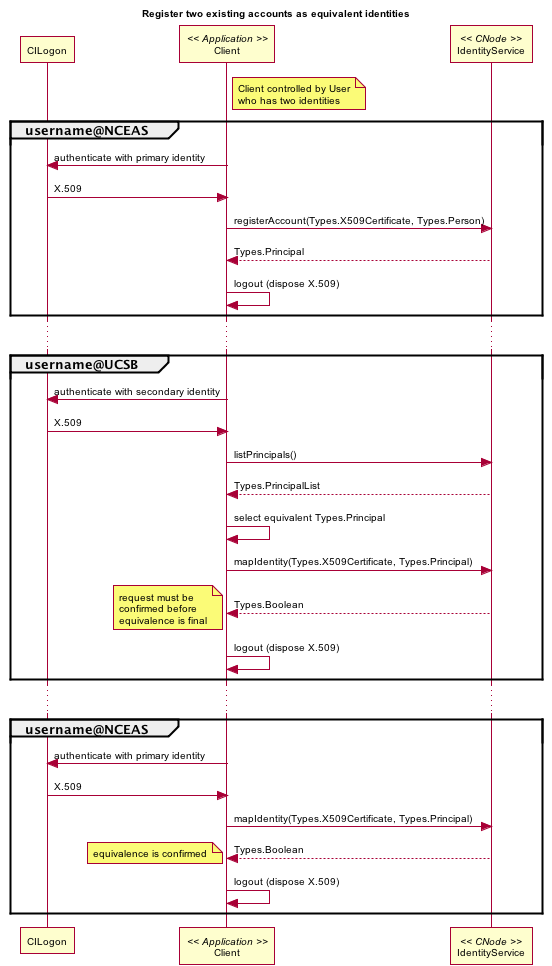 Register two existing accounts as equivalent identities
CILogon
<< Application >>
Client
<< CNode >>
IdentityService
Client controlled by User
who has two identities
username@NCEAS
authenticate with primary identity
X.509
registerAccount(Types.X509Certificate, Types.Person)
Types.Principal
logout (dispose X.509)
username@UCSB
authenticate with secondary identity
X.509
listPrincipals()
Types.PrincipalList
select equivalent Types.Principal
mapIdentity(Types.X509Certificate, Types.Principal)
request must be
confirmed before
equivalence is final
Types.Boolean
logout (dispose X.509)
username@NCEAS
authenticate with primary identity
X.509
mapIdentity(Types.X509Certificate, Types.Principal)
equivalence is confirmed
Types.Boolean
logout (dispose X.509)
CILogon
<< Application >>
Client
<< CNode >>
IdentityService